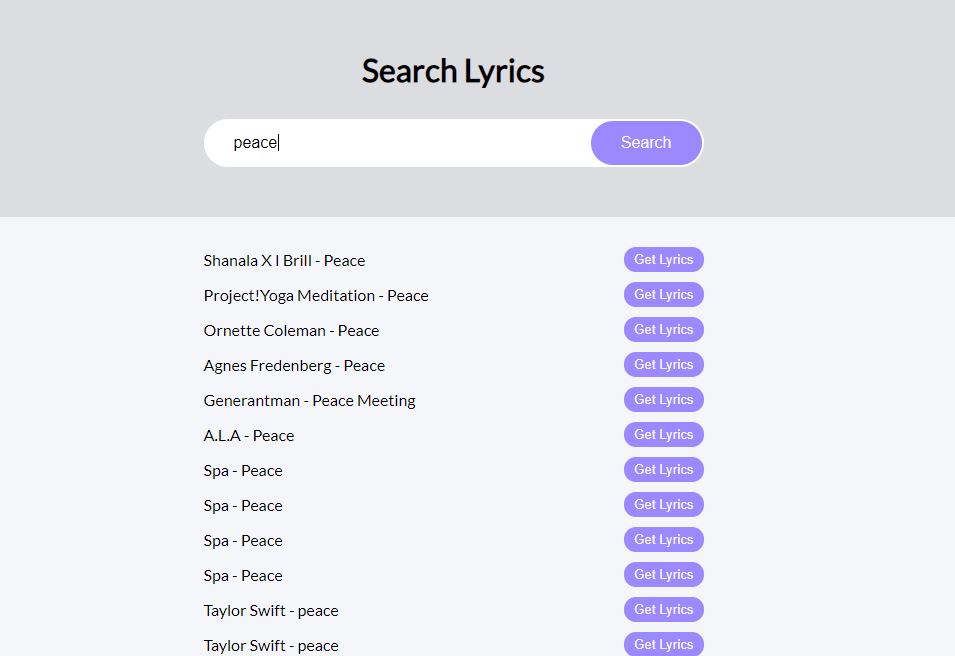 Search Lyrics
peace Search
Shanala X I Brill - Peace Get Lyrics
Project!Yoga Meditation - Peace Get Lyrics
Ornette Coleman - Peace Get Lyrics
Agnes Fredenberg - Peace Get Lyrics
Generantman - Peace Meeting Get Lyrics
A.L.A - Peace Get Lyrics
Spa - Peace Get Lyrics
Spa - Peace Get Lyrics
Spa - Peace Get Lyrics
Spa - Peace Get Lyrics
Taylor Swift - peace Get Lyrics
Taylor Swift - peace Get Lyrics